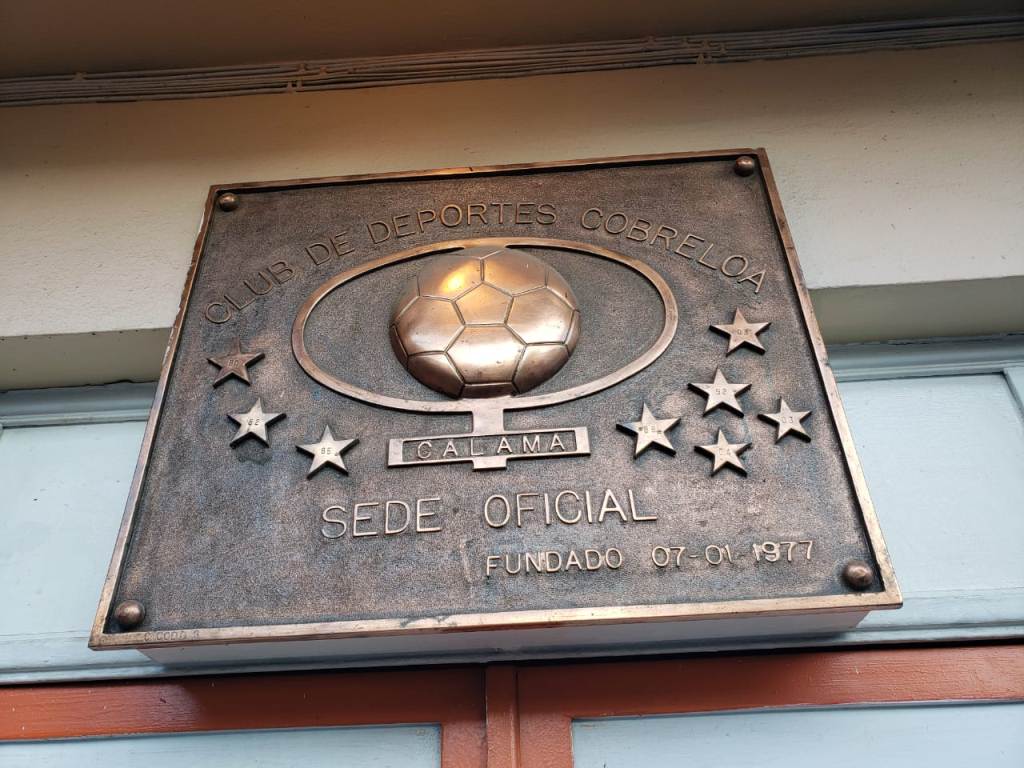 CLUB DE DEPORTES COBRELOA
CALAMA
SEDE OFICIAL
FUNDADO 07-01-1977